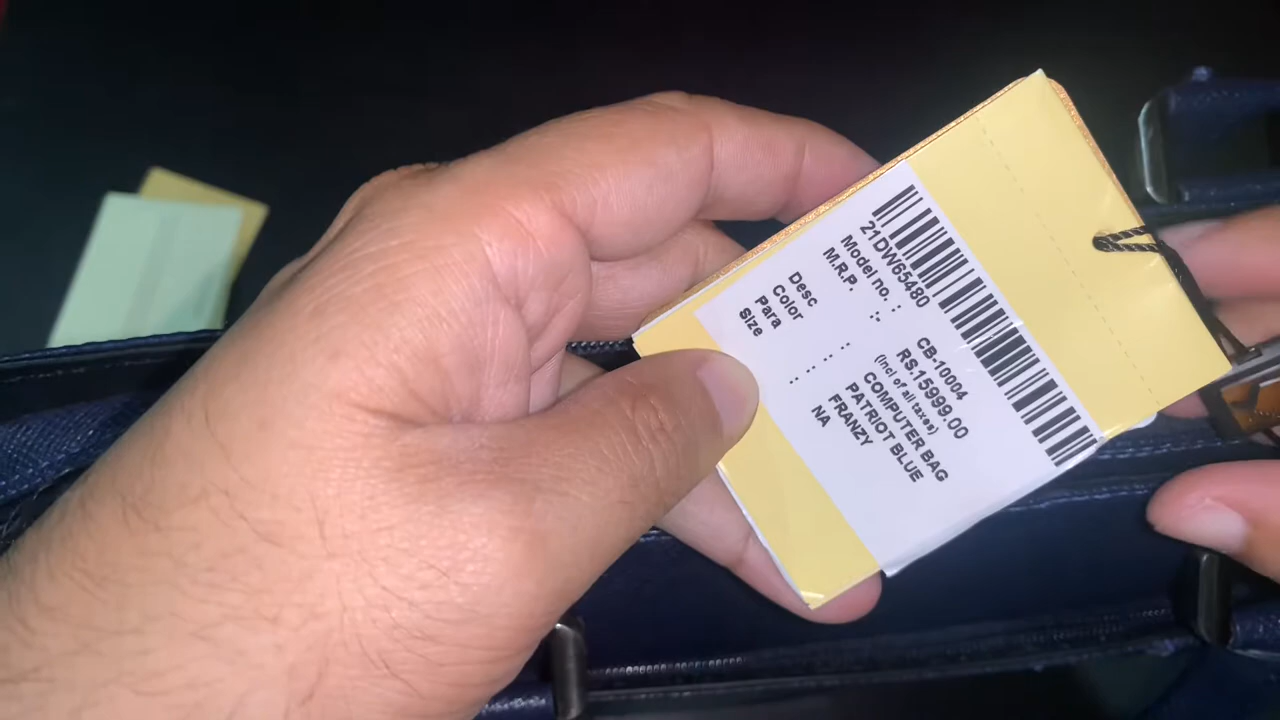 21DW65480
Model no. : CB-10004
M.R.P. :- RS.15999.00
(Incl of all taxes)
Desc : COMPUTER BAG
Color : PATRIOT BLUE
Para : FRANZY
Size : NA